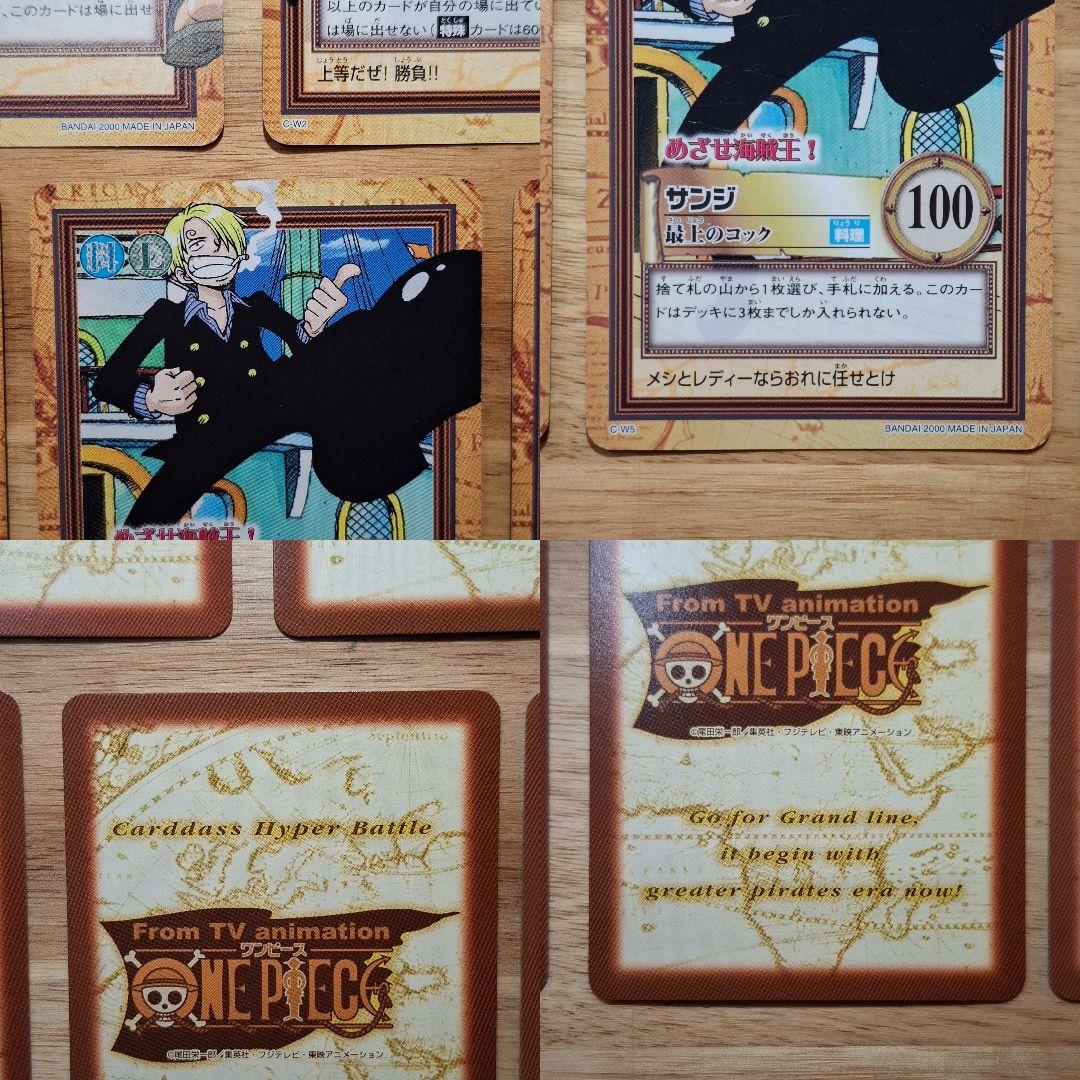 、このカードは場に出せ
BANDAI 2000 MADE IN JAPAN
以上のカードが自分の場に出てい
は場に出せない(特殊カードは60
上等だぜ! 勝負!!
C-W2
RICA
料
めざせ海賊王!
めざせ海賊王!
サンジ
最上のコック
料理
100
捨て札の山から1枚選び、手札に加える。このカー
ドはデッキに3枚までしか入れられない。
メシとレディーならおれに任せとけ
C-W5
BANDAI 2000 MADE IN JAPAN
Carddass Hyper Battle
From TV animation
ワンピース
ONE PIECE
©尾田栄一郎/集英社・フジテレビ・東映アニメーション
From TV animation
ワンピース
ONE PIECE
©尾田栄一郎/集英社・フジテレビ・東映アニメーション
Go for Grand line,
it begin with
greater pirates era now!